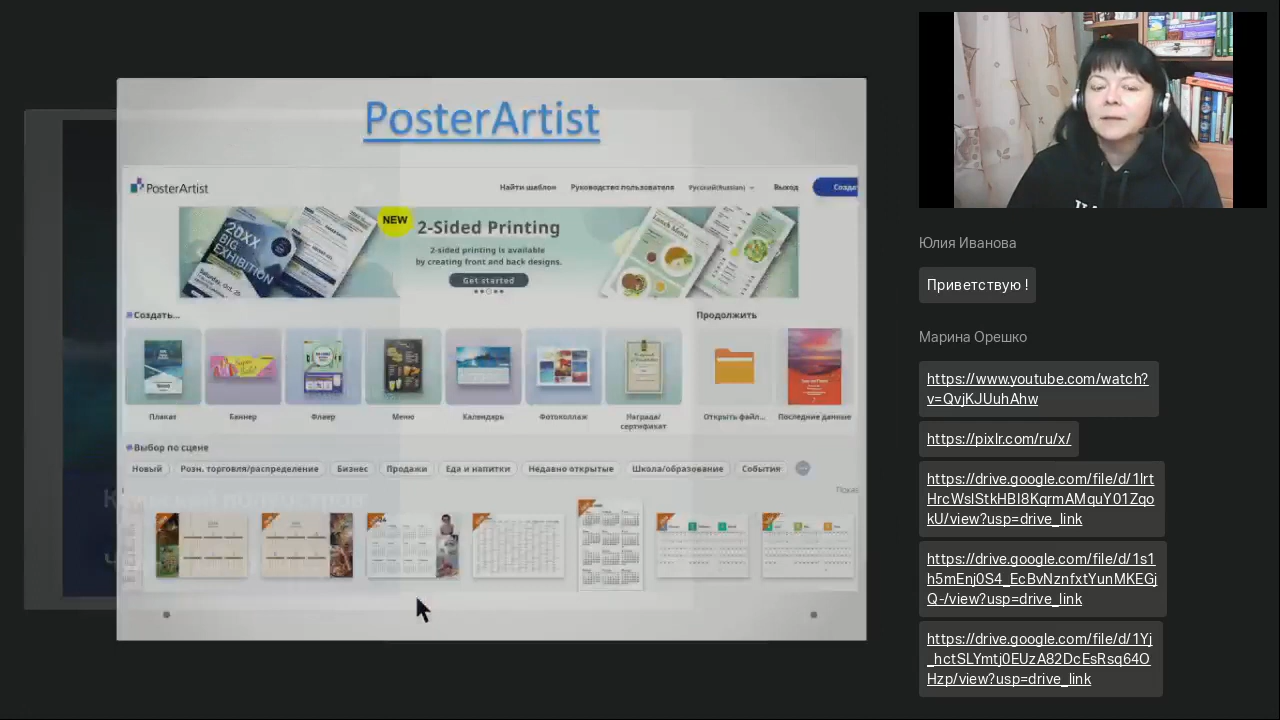 PosterArtist
PosterArtist
Найти шаблон
Руководство пользователя
Русский(Russian)
Выход
20XX
BIG
EXHIBITION
NEW
2-Sided Printing
2-sided printing is available
by creating front and back designs.
Get started
Создать...
Продолжить
Плакат
Баннер
Флаер
Меню
Календарь
Фотоколлаж
Награда/
сертификат
Открыть файл...
Последние данные
Выбор по сцене
Новый
Розн. торговля/распределение
Бизнес
Продажи
Еда и напитки
Недавно открытые
Школа/образование
События
Юлия Иванова
Приветствую !
Марина Орешко
https://www.youtube.com/watch?
v=QvjKJUuhAhw
https://pixlr.com/ru/x/
https://drive.google.com/file/d/1Irt
HrcWslStkHBI8KqrmAMquY01Zqo
kU/view?usp=drive_link
https://drive.google.com/file/d/1s1
h5mEnj0S4_EcBvNznfxtYunMKEGj
Q-/view?usp=drive_link
https://drive.google.com/file/d/1Yj
_hctSLYmtj0EUzA82DcEsRsq64O
Hzp/view?usp=drive_link